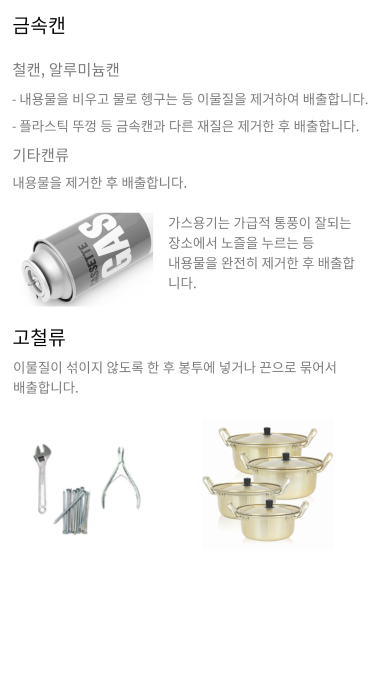 금속캔
철캔, 알루미늄캔
- 내용물을 비우고 물로 헹구는 등 이물질을 제거하여 배출합니다.
- 플라스틱 뚜껑 등 금속캔과 다른 재질은 제거한 후 배출합니다.
기타캔류
내용물을 제거한 후 배출합니다.
CASSETTE
GAS
가스용기는 가급적 통풍이 잘되는
장소에서 노즐을 누르는 등
내용물을 완전히 제거한 후 배출합
니다.
고철류
이물질이 섞이지 않도록 한 후 봉투에 넣거나 끈으로 묶어서
배출합니다.